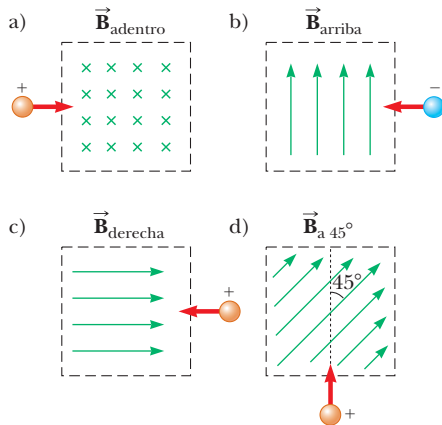 a) B⃗adentro
b) B⃗arriba
+
−
c) B⃗derecha
d) B⃗a 45°
+
45°
+